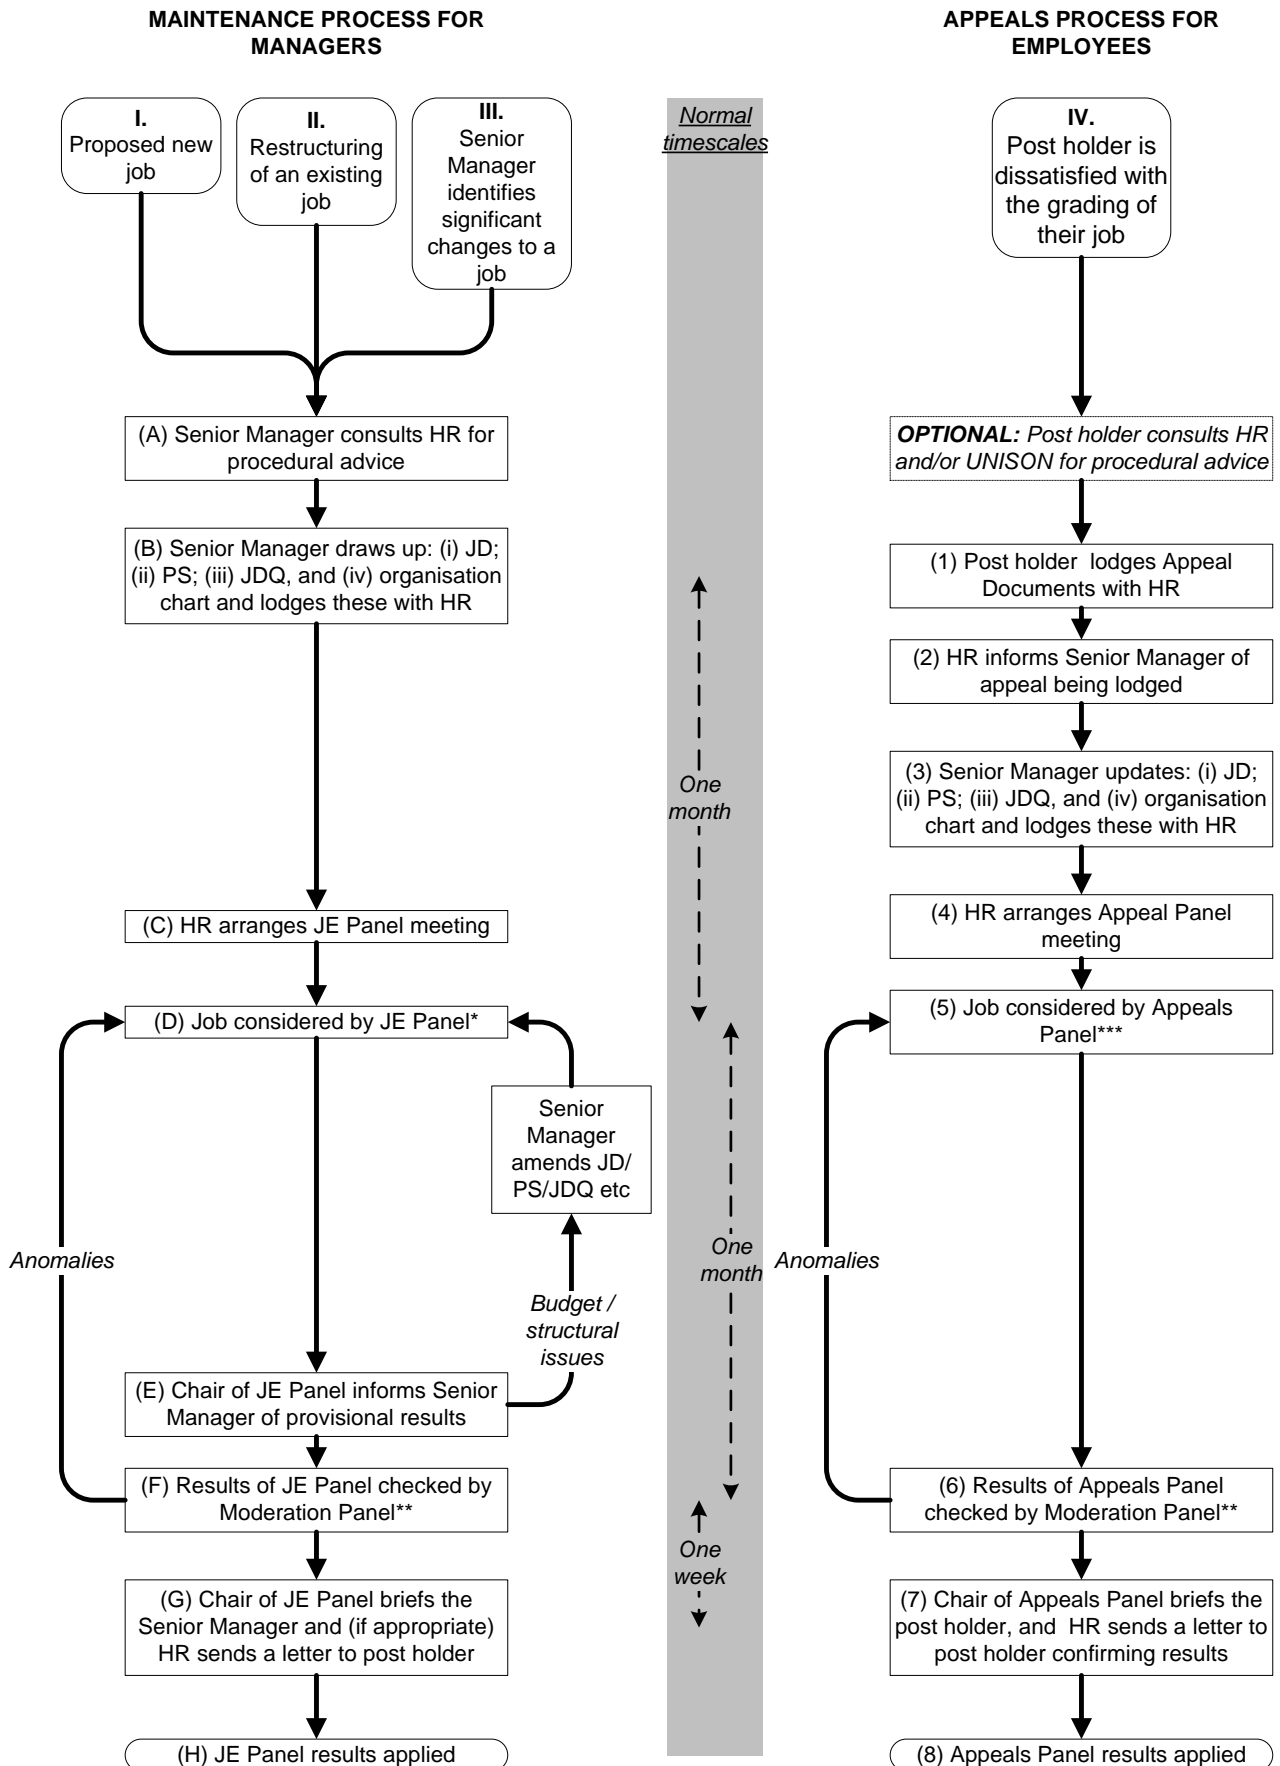 MAINTENANCE PROCESS FOR
MANAGERS
I.
Proposed new
job
II.
Restructuring
of an existing
job
III.
Senior
Manager
identifies
significant
changes to a
job
(A) Senior Manager consults HR for
procedural advice
(B) Senior Manager draws up: (i) JD;
(ii) PS; (iii) JDQ, and (iv) organisation
chart and lodges these with HR
(C) HR arranges JE Panel meeting
(D) Job considered by JE Panel*
Senior
Manager
amends JD/
PS/JDQ etc
Anomalies
Budget /
structural
issues
(E) Chair of JE Panel informs Senior
Manager of provisional results
(F) Results of JE Panel checked by
Moderation Panel**
(G) Chair of JE Panel briefs the
Senior Manager and (if appropriate)
HR sends a letter to post holder
(H) JE Panel results applied
Normal
timescales
One
month
One
month
One
week
APPEALS PROCESS FOR
EMPLOYEES
IV.
Post holder is
dissatisfied with
the grading of
their job
OPTIONAL: Post holder consults HR
and/or UNISON for procedural advice
(1) Post holder lodges Appeal
Documents with HR
(2) HR informs Senior Manager of
appeal being lodged
(3) Senior Manager updates: (i) JD;
(ii) PS; (iii) JDQ, and (iv) organisation
chart and lodges these with HR
(4) HR arranges Appeal Panel
meeting
(5) Job considered by Appeals
Panel***
Anomalies
(6) Results of Appeals Panel
checked by Moderation Panel**
(7) Chair of Appeals Panel briefs the
post holder, and HR sends a letter to
post holder confirming results
(8) Appeals Panel results applied